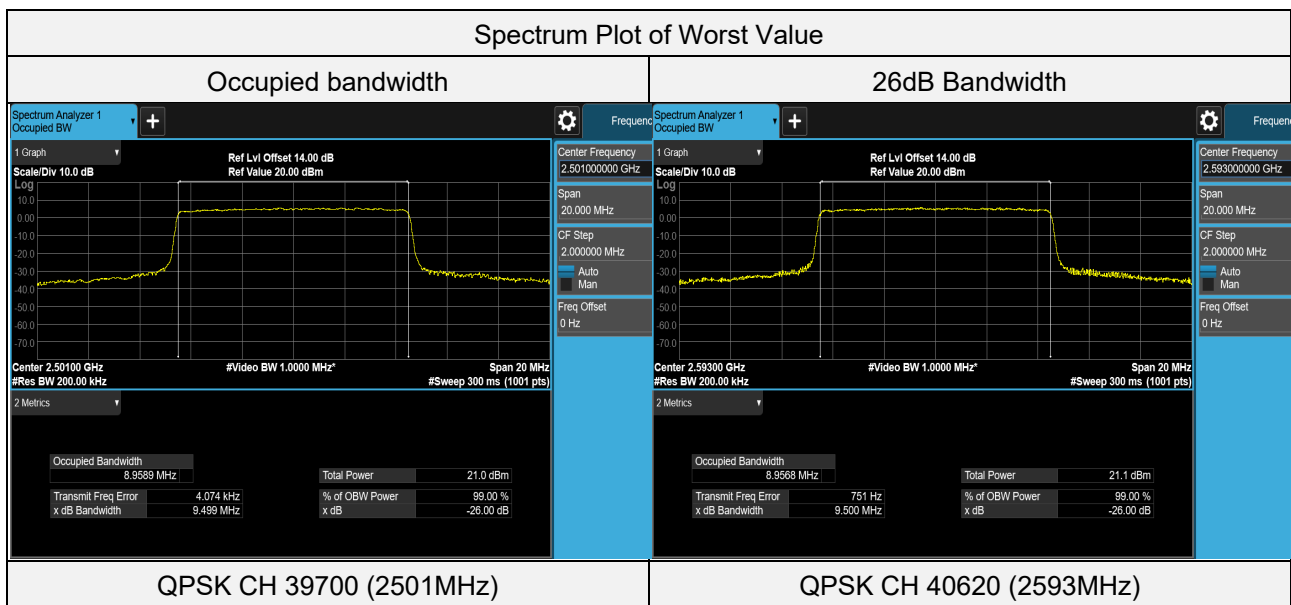 Spectrum Plot of Worst Value
Occupied bandwidth
26dB Bandwidth
Spectrum Analyzer 1
Occupied BW
+
Frequenc
1 Graph
Scale/Div 10.0 dB
Ref Lvl Offset 14.00 dB
Ref Value 20.00 dBm
Log
10.0
0.00
-10.0
-20.0
-30.0
-40.0
-50.0
-60.0
-70.0
Center 2.50100 GHz
#Video BW 1.0000 MHz*
Span 20 MHz
#Res BW 200.00 kHz
#Sweep 300 ms (1001 pts)
Center Frequency
2.501000000 GHz
Span
20.000 MHz
CF Step
2.000000 MHz
Auto
Man
Freq Offset
0 Hz
2 Metrics
Occupied Bandwidth
8.9589 MHz
Total Power 21.0 dBm
Transmit Freq Error 4.074 kHz % of OBW Power 99.00 %
x dB Bandwidth 9.499 MHz x dB -26.00 dB
Spectrum Analyzer 1
Occupied BW
+
Frequen
1 Graph
Scale/Div 10.0 dB
Ref Lvl Offset 14.00 dB
Ref Value 20.00 dBm
Log
10.0
0.00
-10.0
-20.0
-30.0
-40.0
-50.0
-60.0
-70.0
Center 2.59300 GHz
#Video BW 1.0000 MHz*
Span 20 MHz
#Res BW 200.00 kHz
#Sweep 300 ms (1001 pts)
Center Frequency
2.593000000 GHz
Span
20.000 MHz
CF Step
2.000000 MHz
Auto
Man
Freq Offset
0 Hz
2 Metrics
Occupied Bandwidth
8.9568 MHz
Total Power 21.1 dBm
Transmit Freq Error 751 Hz % of OBW Power 99.00 %
x dB Bandwidth 9.500 MHz x dB -26.00 dB
QPSK CH 39700 (2501MHz)
QPSK CH 40620 (2593MHz)